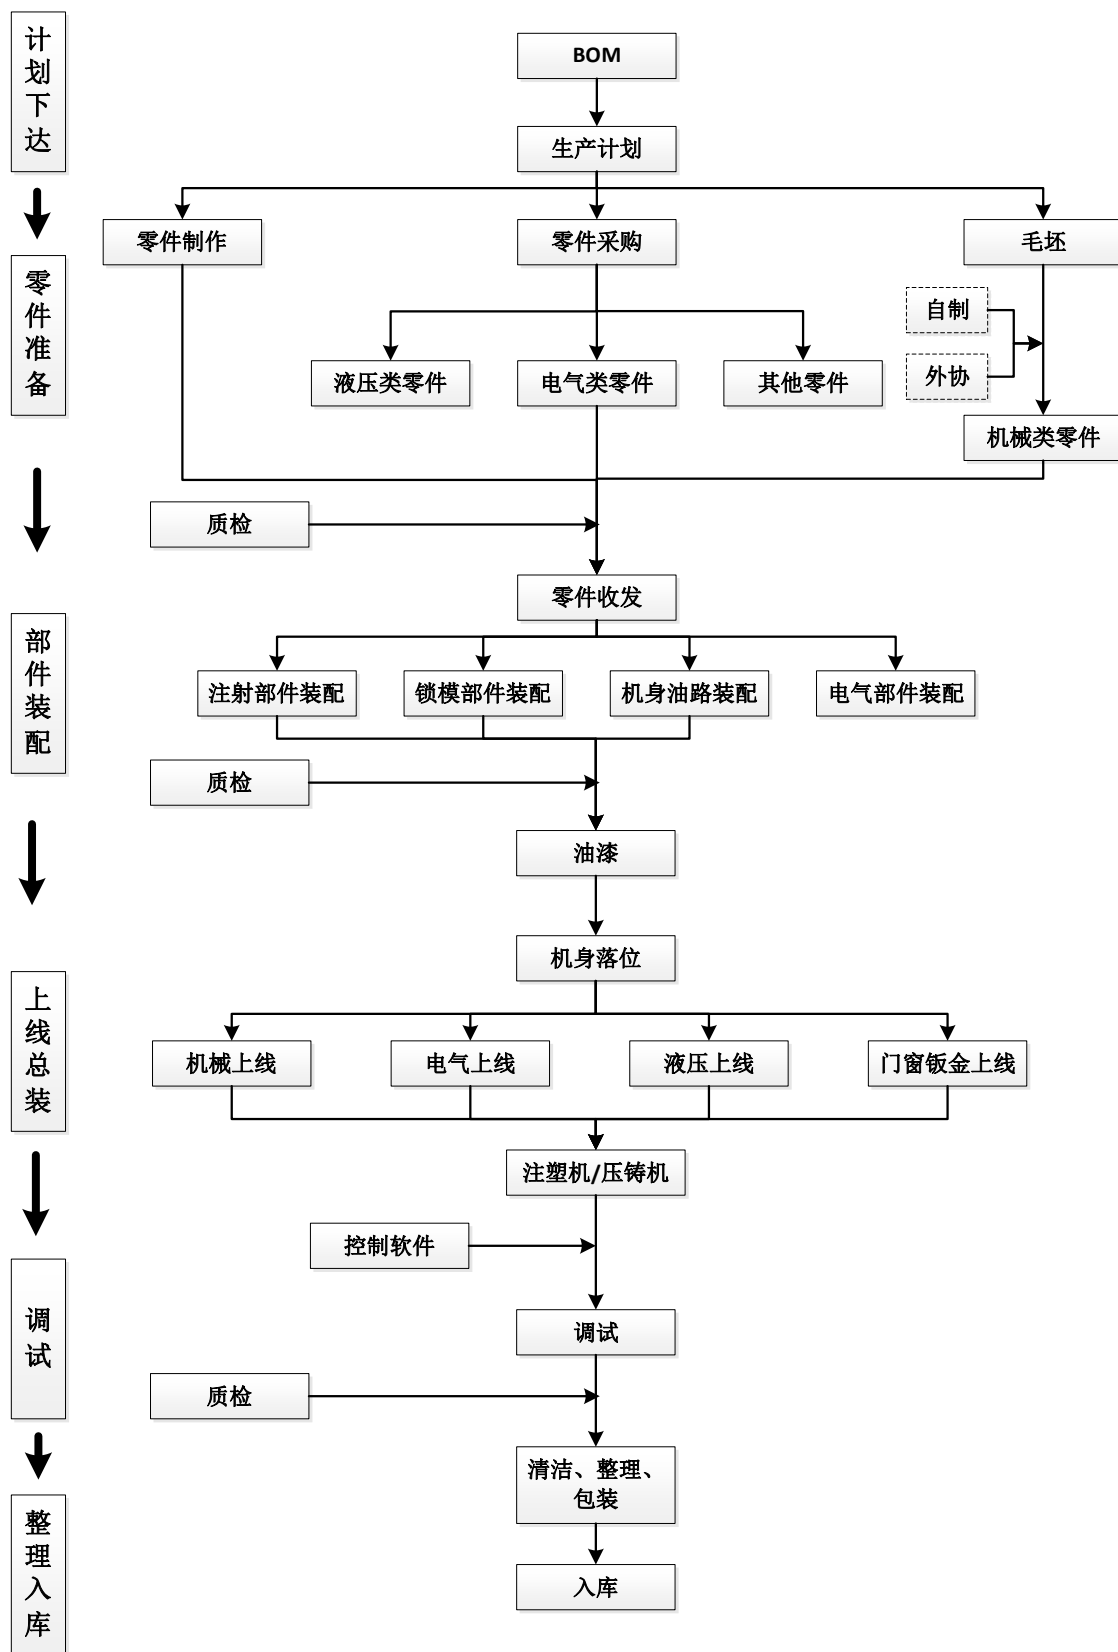 计划下达
BOM
生产计划
零件制作
零件采购
毛坯
零件准备
自制
外协
液压类零件
电气类零件
其他零件
机械类零件
质检
零件收发
部件装配
注射部件装配
锁模部件装配
机身油路装配
电气部件装配
质检
油漆
机身落位
上线总装
机械上线
电气上线
液压上线
门窗钣金上线
注塑机/压铸机
控制软件
调试
调试
质检
清洁、整理、
包装
整理入库
入库